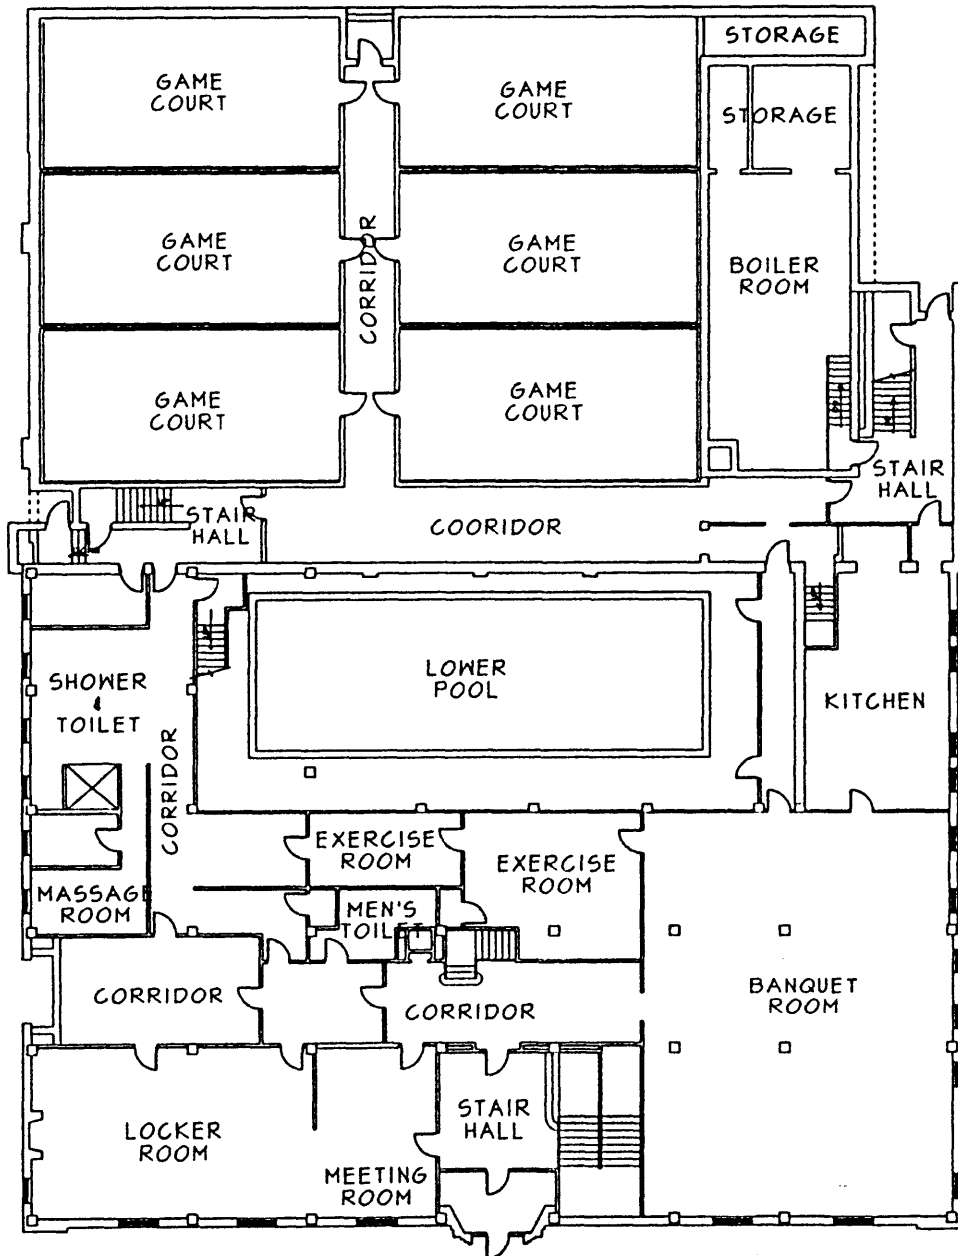 STORAGE
GAME
COURT
GAME
COURT
STORAGE
GAME
COURT
GAME
COURT
CORRIDOR
BOILER
ROOM
GAME
COURT
GAME
COURT
STAIR
HALL
STAIR
HALL
COORIDOR
LOWER
POOL
SHOWER
&
TOILET
KITCHEN
CORRIDOR
EXERCISE
ROOM
EXERCISE
ROOM
MASSAGE
ROOM
MEN'S
TOILET
BANQUET
ROOM
CORRIDOR
CORRIDOR
STAIR
HALL
LOCKER
ROOM
MEETING
ROOM